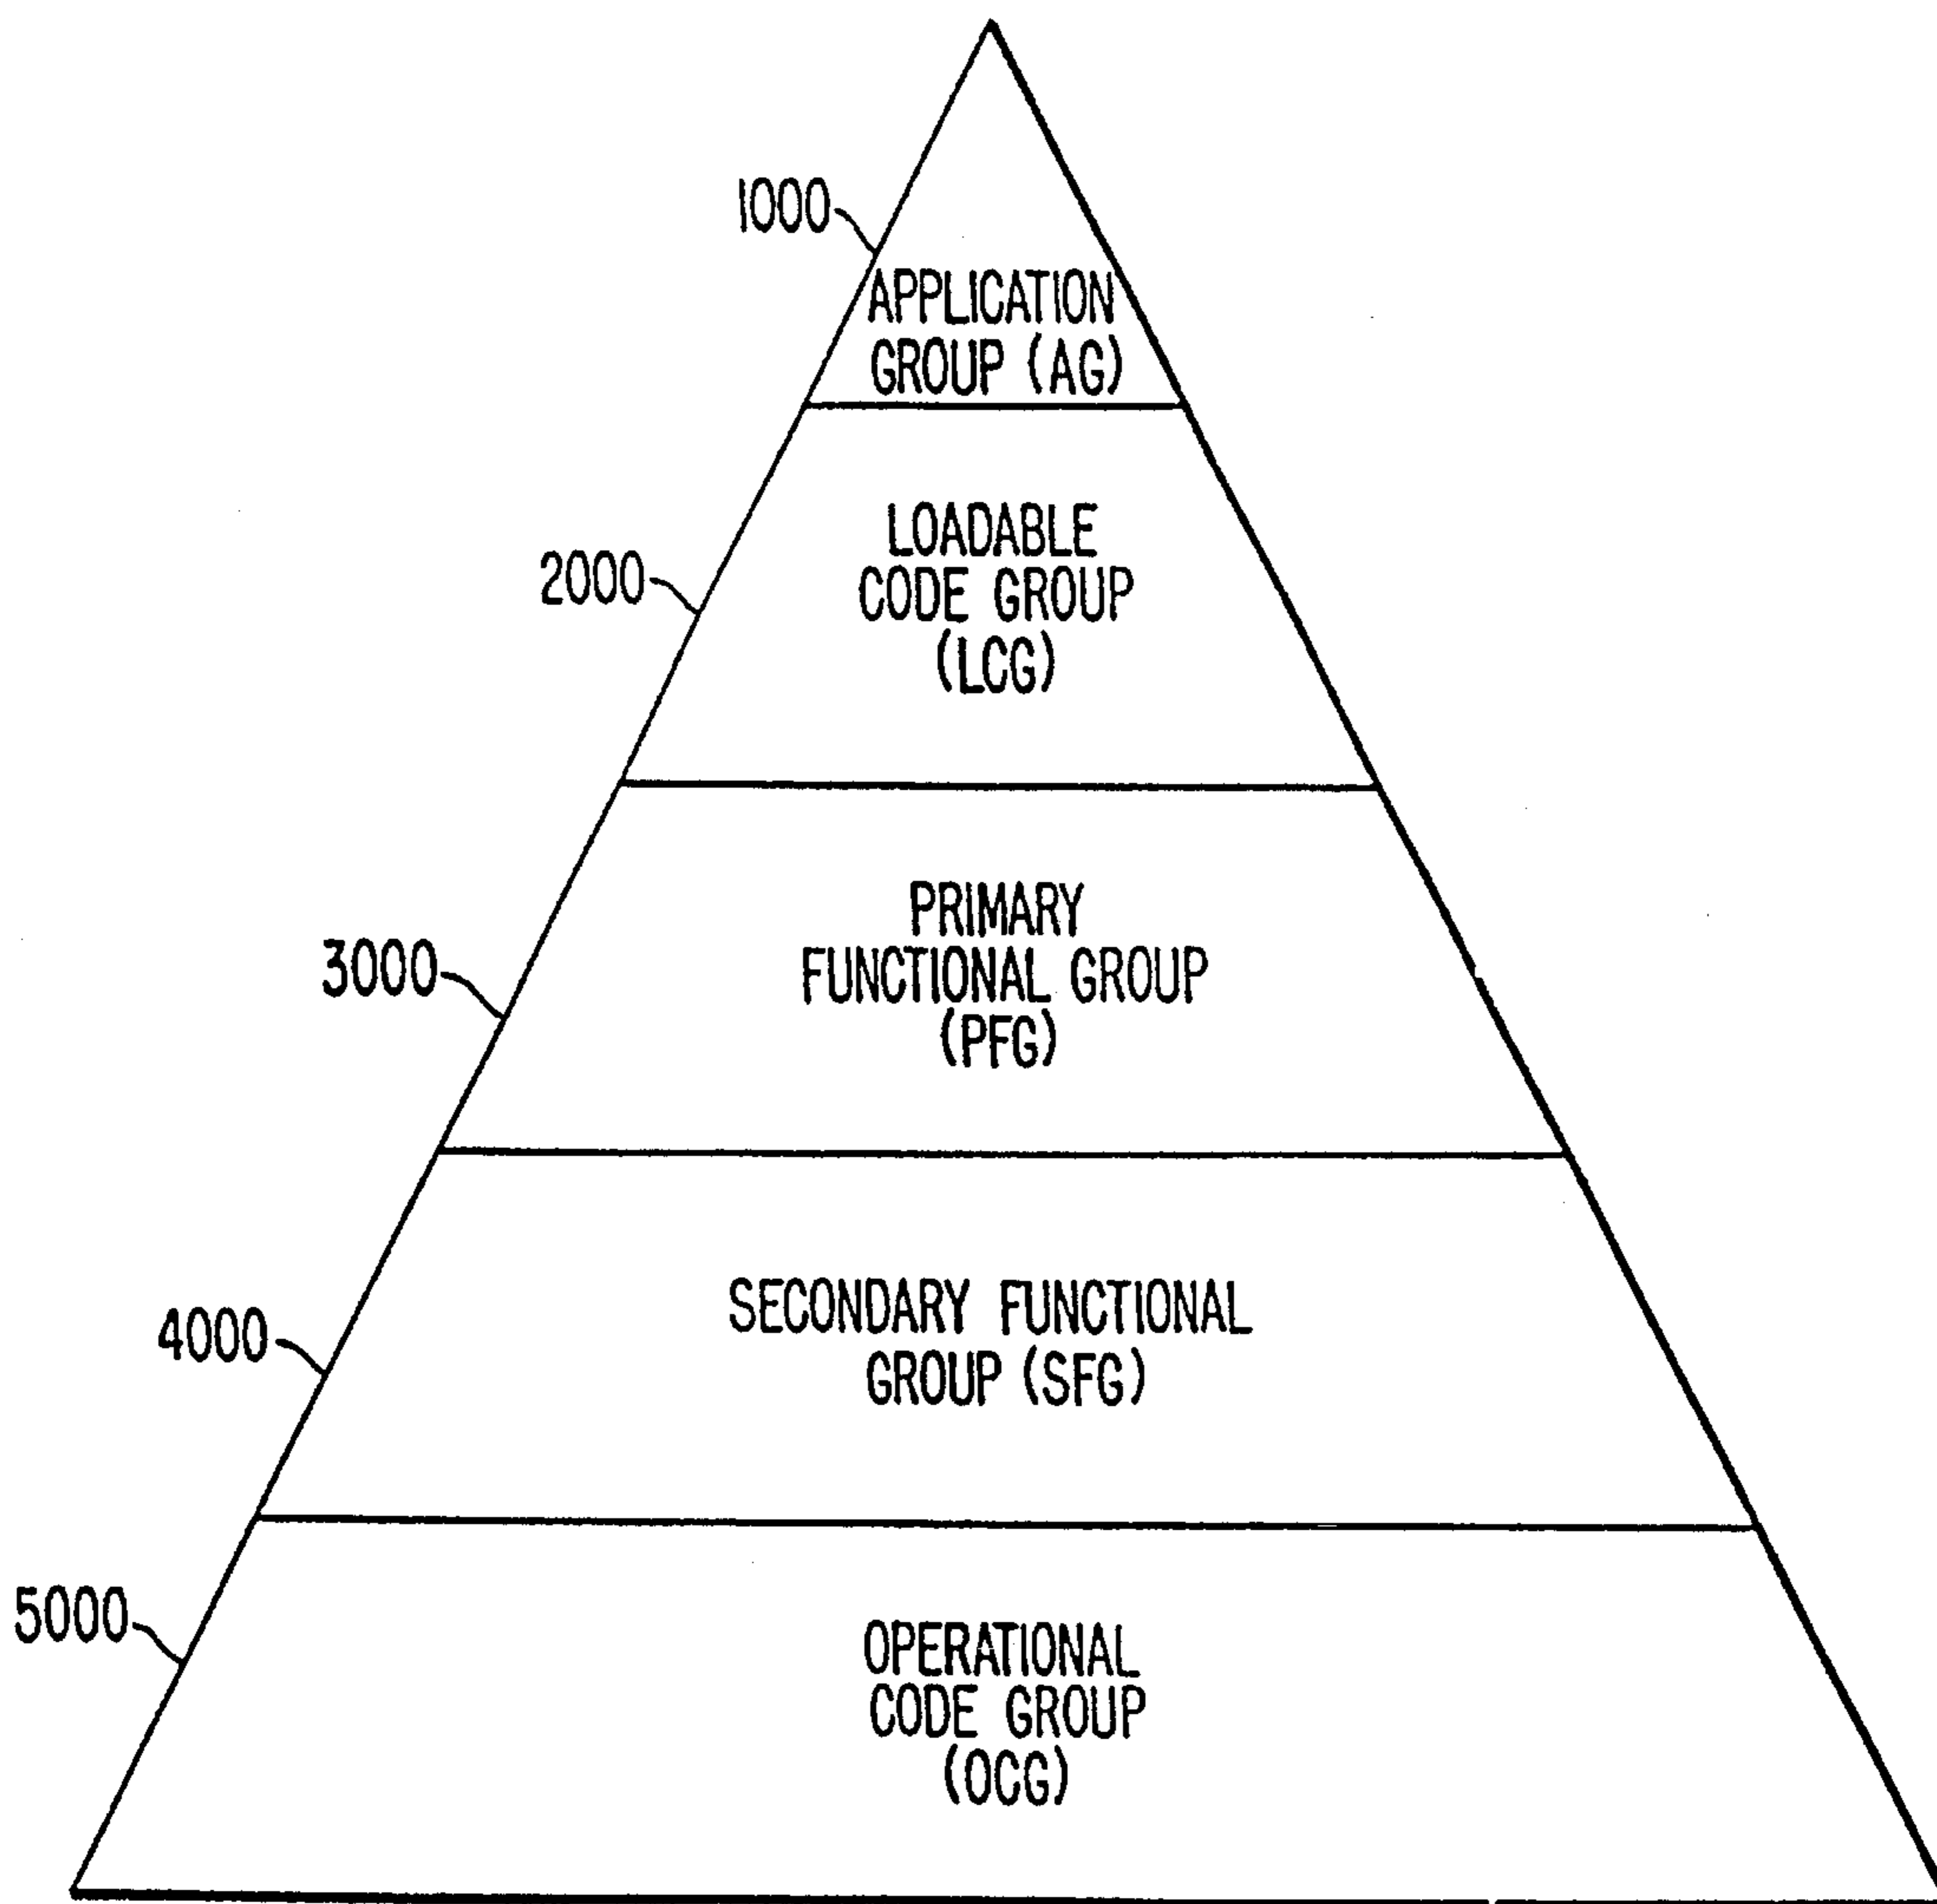 1000
APPLICATION
GROUP (AG)
2000
LOADABLE
CODE GROUP
(LCG)
3000
PRIMARY
FUNCTIONAL GROUP
(PFG)
4000
SECONDARY FUNCTIONAL
GROUP (SFG)
5000
OPERATIONAL
CODE GROUP
(OCG)